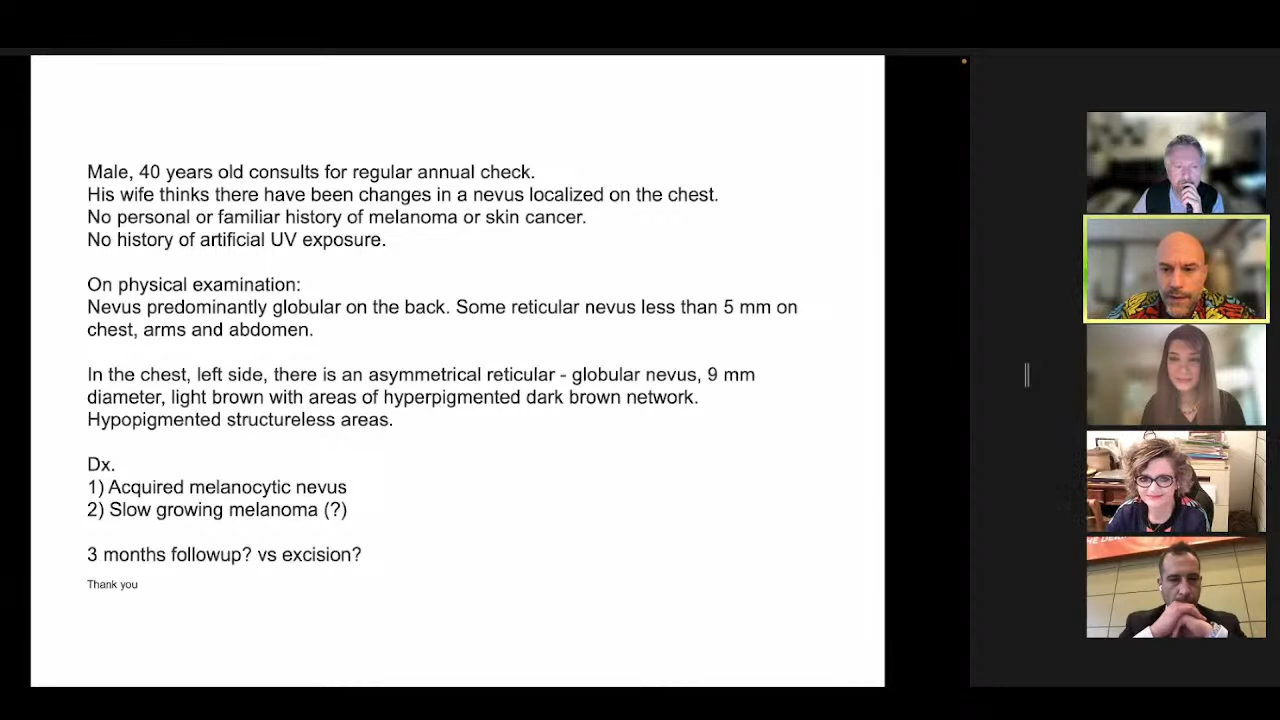 Male, 40 years old consults for regular annual check.
His wife thinks there have been changes in a nevus localized on the chest.
No personal or familiar history of melanoma or skin cancer.
No history of artificial UV exposure.
On physical examination:
Nevus predominantly globular on the back. Some reticular nevus less than 5 mm on
chest, arms and abdomen.
In the chest, left side, there is an asymmetrical reticular - globular nevus, 9 mm
diameter, light brown with areas of hyperpigmented dark brown network.
Hypopigmented structureless areas.
Dx.
1) Acquired melanocytic nevus
2) Slow growing melanoma (?)
3 months followup? vs excision?
Thank you